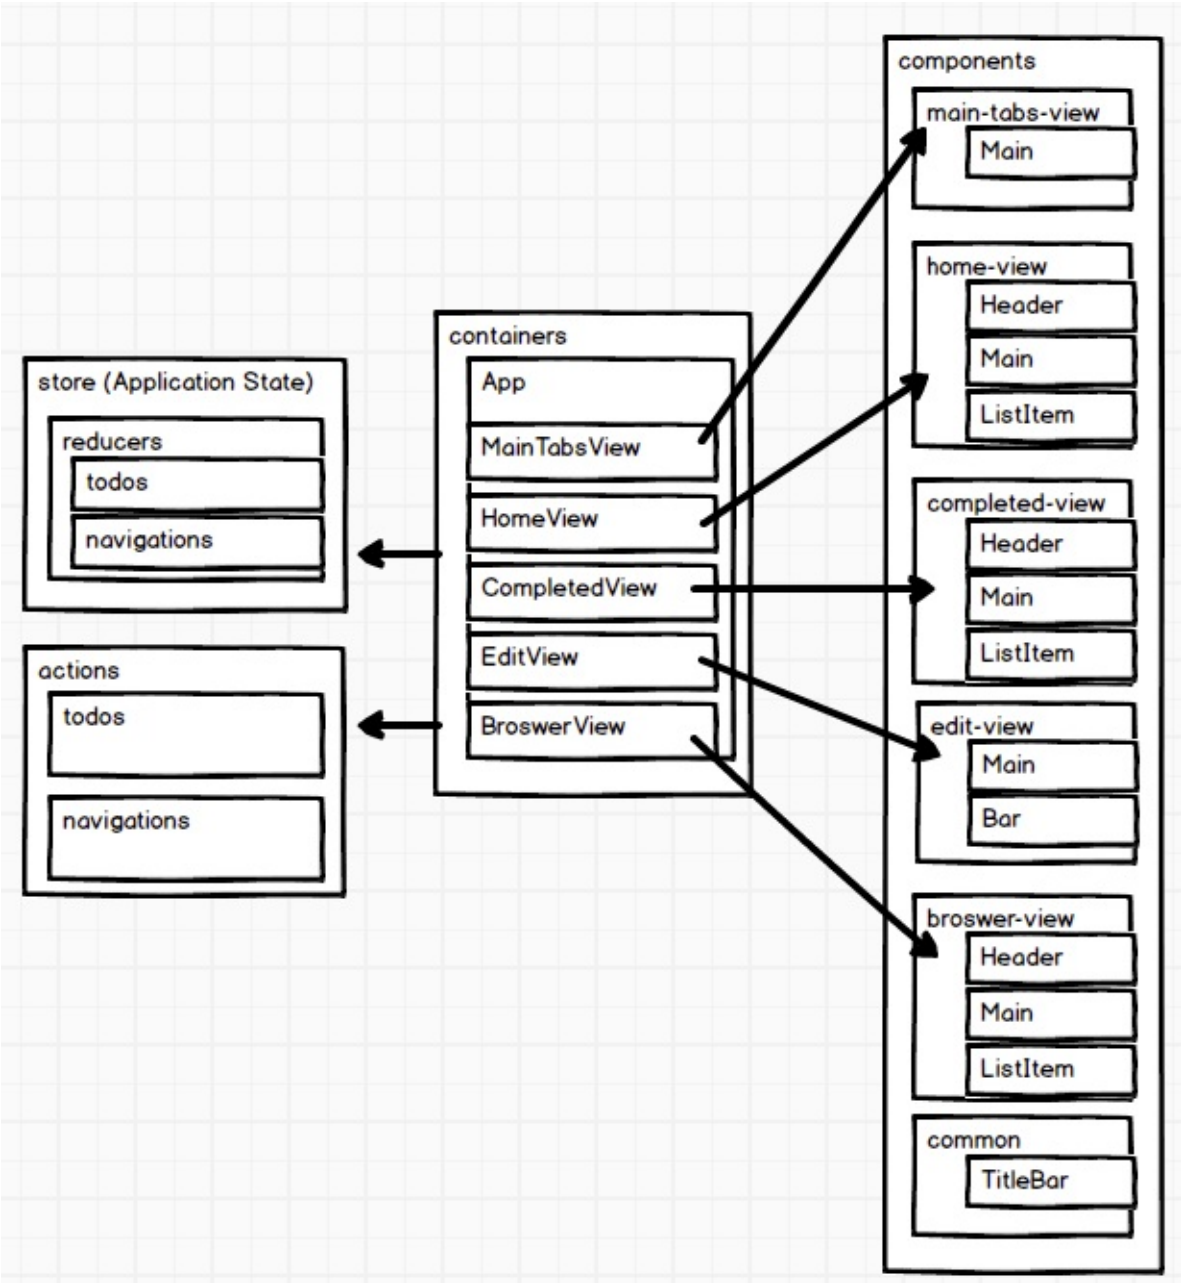 store (Application State)
reducers
todos
navigations
actions
todos
navigations
containers
App
MainTabsView
HomeView
CompletedView
EditView
BroswerView
components
main-tabs-view
Main
home-view
Header
Main
ListItem
completed-view
Header
Main
ListItem
edit-view
Main
Bar
broswer-view
Header
Main
ListItem
common
TitleBar